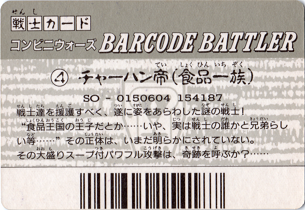 戦士カード
コンビニウォーズ BARCODE BATTLER
④ チャーハン帝(食品一族)
SO - 0150604 154187
戦士達を援護すべく、遂に姿をあらわした謎の戦士!
“食品王国の王子だとか……いや、実は戦士の誰かと兄弟らし
い等……” その正体は、いまだ明らかにされていない。
その大盛りスープ付パワフル攻撃は、奇跡を呼ぶか?……